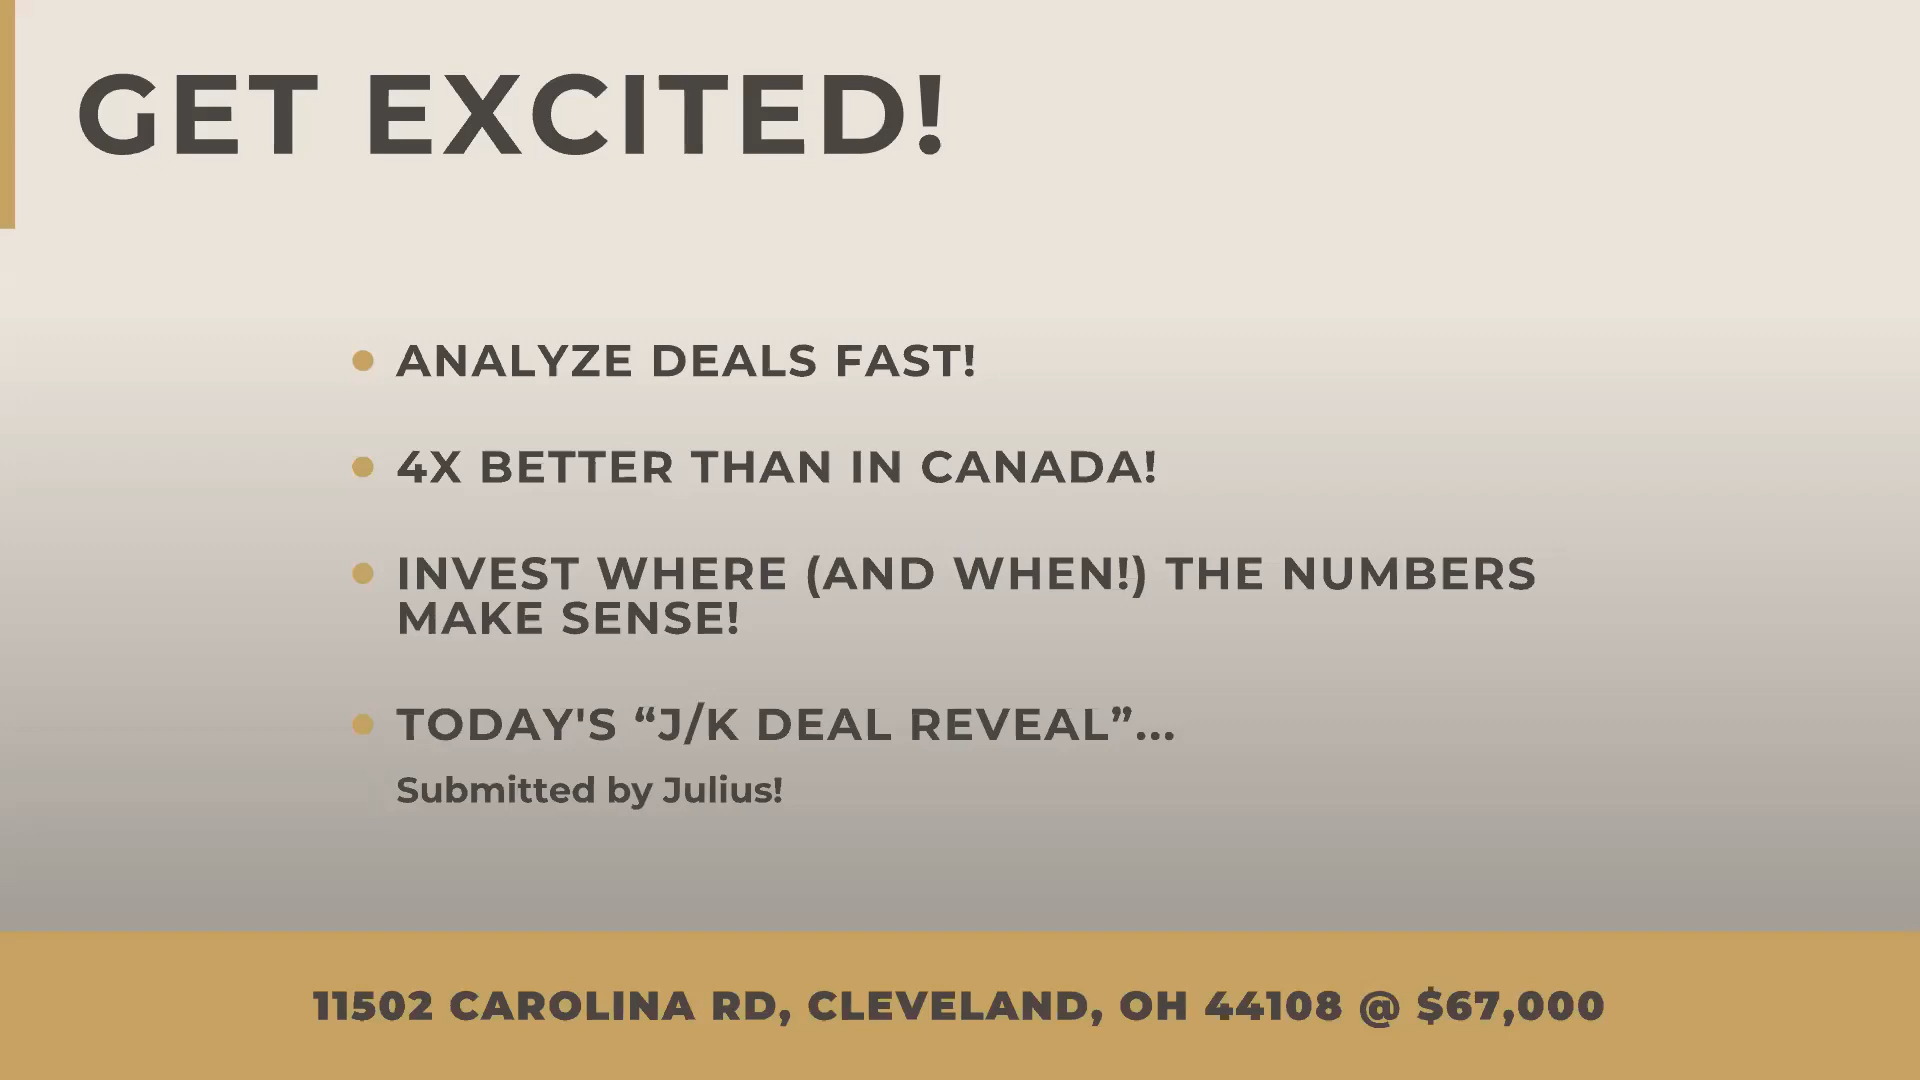 GET EXCITED!
ANALYZE DEALS FAST!
4X BETTER THAN IN CANADA!
INVEST WHERE (AND WHEN!) THE NUMBERS
MAKE SENSE!
TODAY'S “J/K DEAL REVEAL”...
Submitted by Julius!
11502 CAROLINA RD, CLEVELAND, OH 44108 @ $67,000